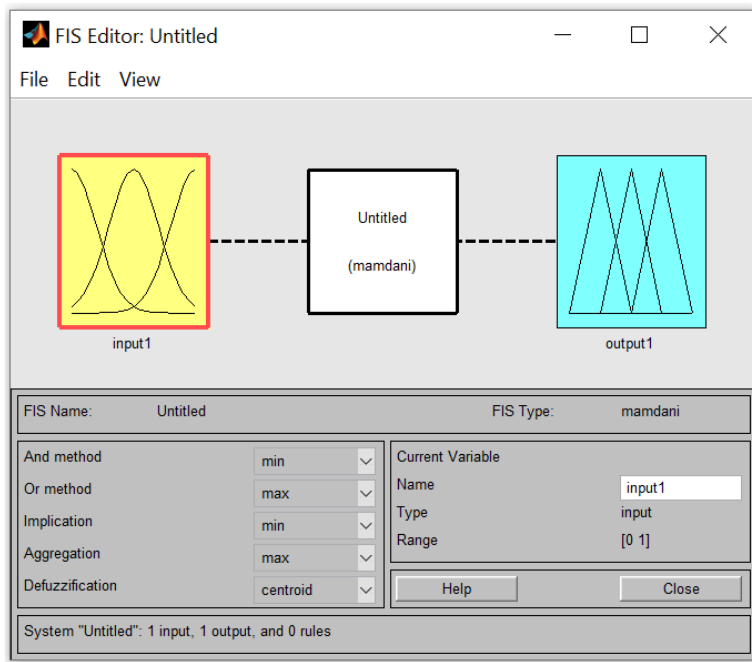 FIS Editor: Untitled
File Edit View
Untitled
(mamdani)
input1
output1
FIS Name: Untitled FIS Type: mamdani
And method min
Or method max
Implication min
Aggregation max
Defuzzification centroid
Current Variable
Name input1
Type input
Range [0 1]
Help Close
System "Untitled": 1 input, 1 output, and 0 rules